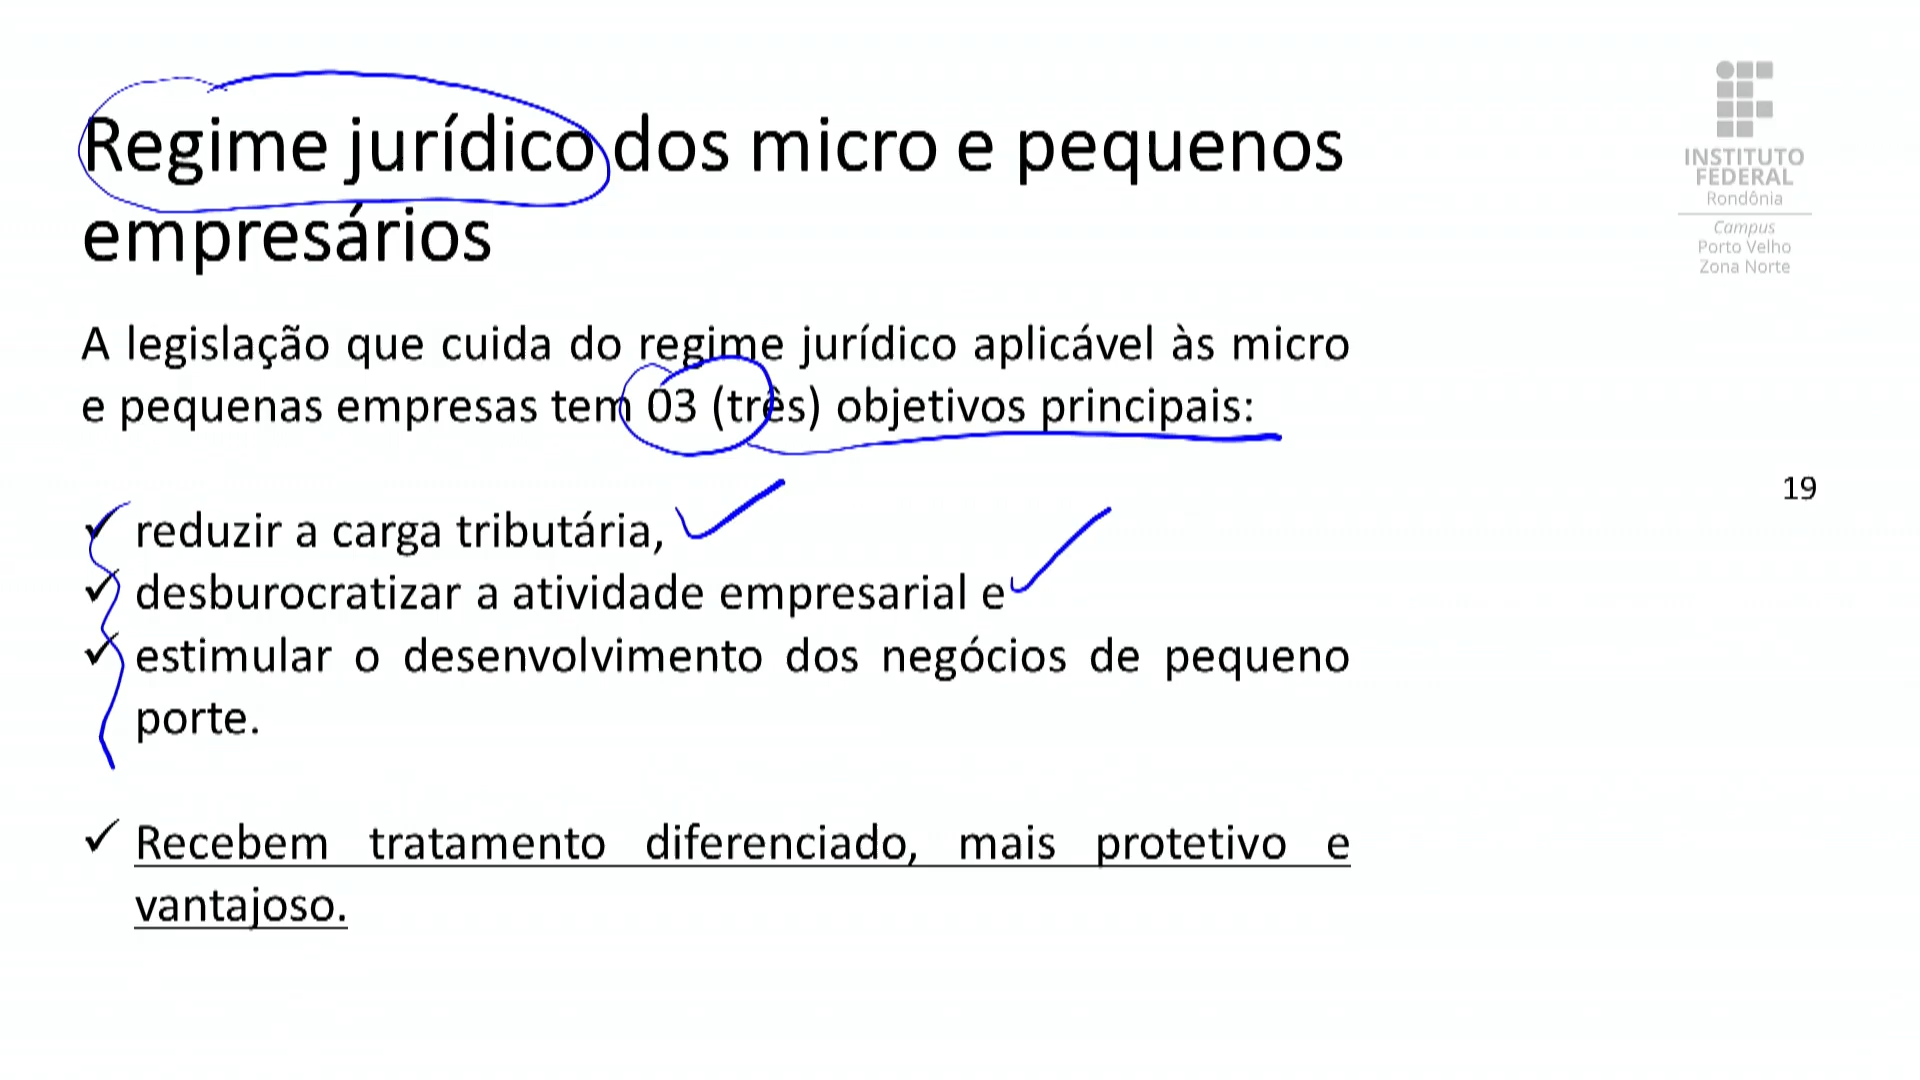 Regime jurídico dos micro e pequenos
empresários
INSTITUTO
FEDERAL
Rondônia
Campus
Porto Velho
Zona Norte
A legislação que cuida do regime jurídico aplicável às micro
e pequenas empresas tem 03 (três) objetivos principais:
19
✓ reduzir a carga tributária,
✓ desburocratizar a atividade empresarial e
✓ estimular o desenvolvimento dos negócios de pequeno
porte.
✓ Recebem tratamento diferenciado, mais protetivo e
vantajoso.